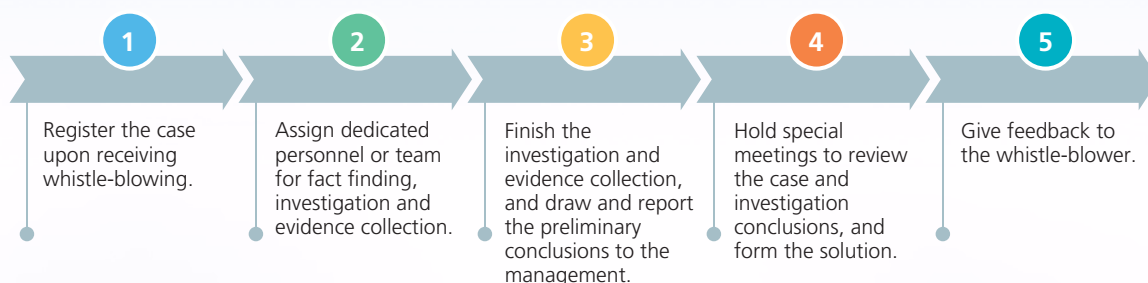 1
Register the case
upon receiving
whistle-blowing.
2
Assign dedicated
personnel or team
for fact finding,
investigation and
evidence collection.
3
Finish the
investigation and
evidence collection,
and draw and report
the preliminary
conclusions to the
management.
4
Hold special
meetings to review
the case and
investigation
conclusions, and
form the solution.
5
Give feedback to
the whistle-blower.